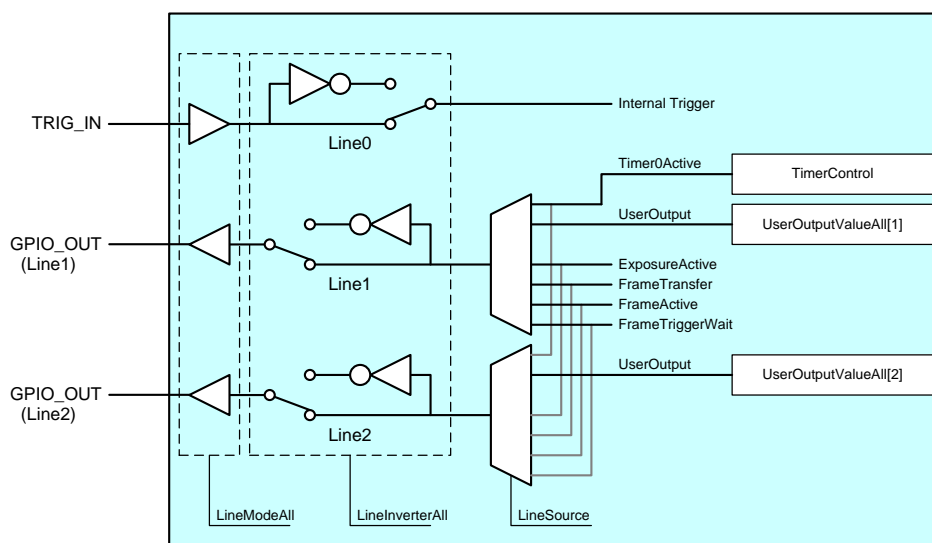 Internal Trigger
TRIG_IN
Line0
Timer0Active
TimerControl
UserOutput
UserOutputValueAll[1]
GPIO_OUT
(Line1)
Line1
ExposureActive
FrameTransfer
FrameActive
FrameTriggerWait
UserOutput
UserOutputValueAll[2]
GPIO_OUT
(Line2)
Line2
LineModeAll
LineInverterAll
LineSource